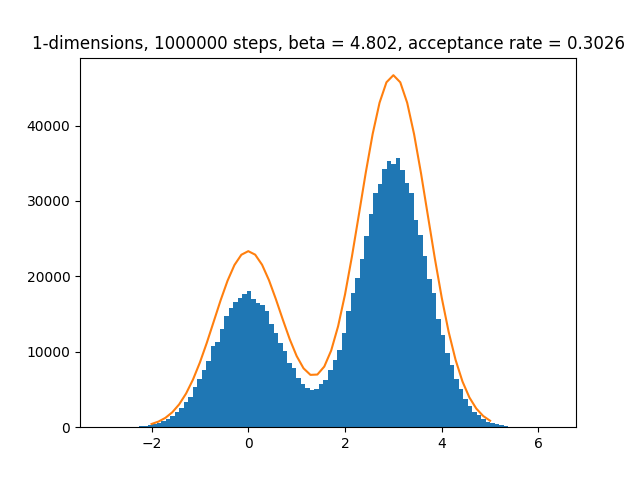 1-dimensions, 1000000 steps, beta = 4.802, acceptance rate = 0.3026
40000
30000
20000
10000
0
−2 0 2 4 6